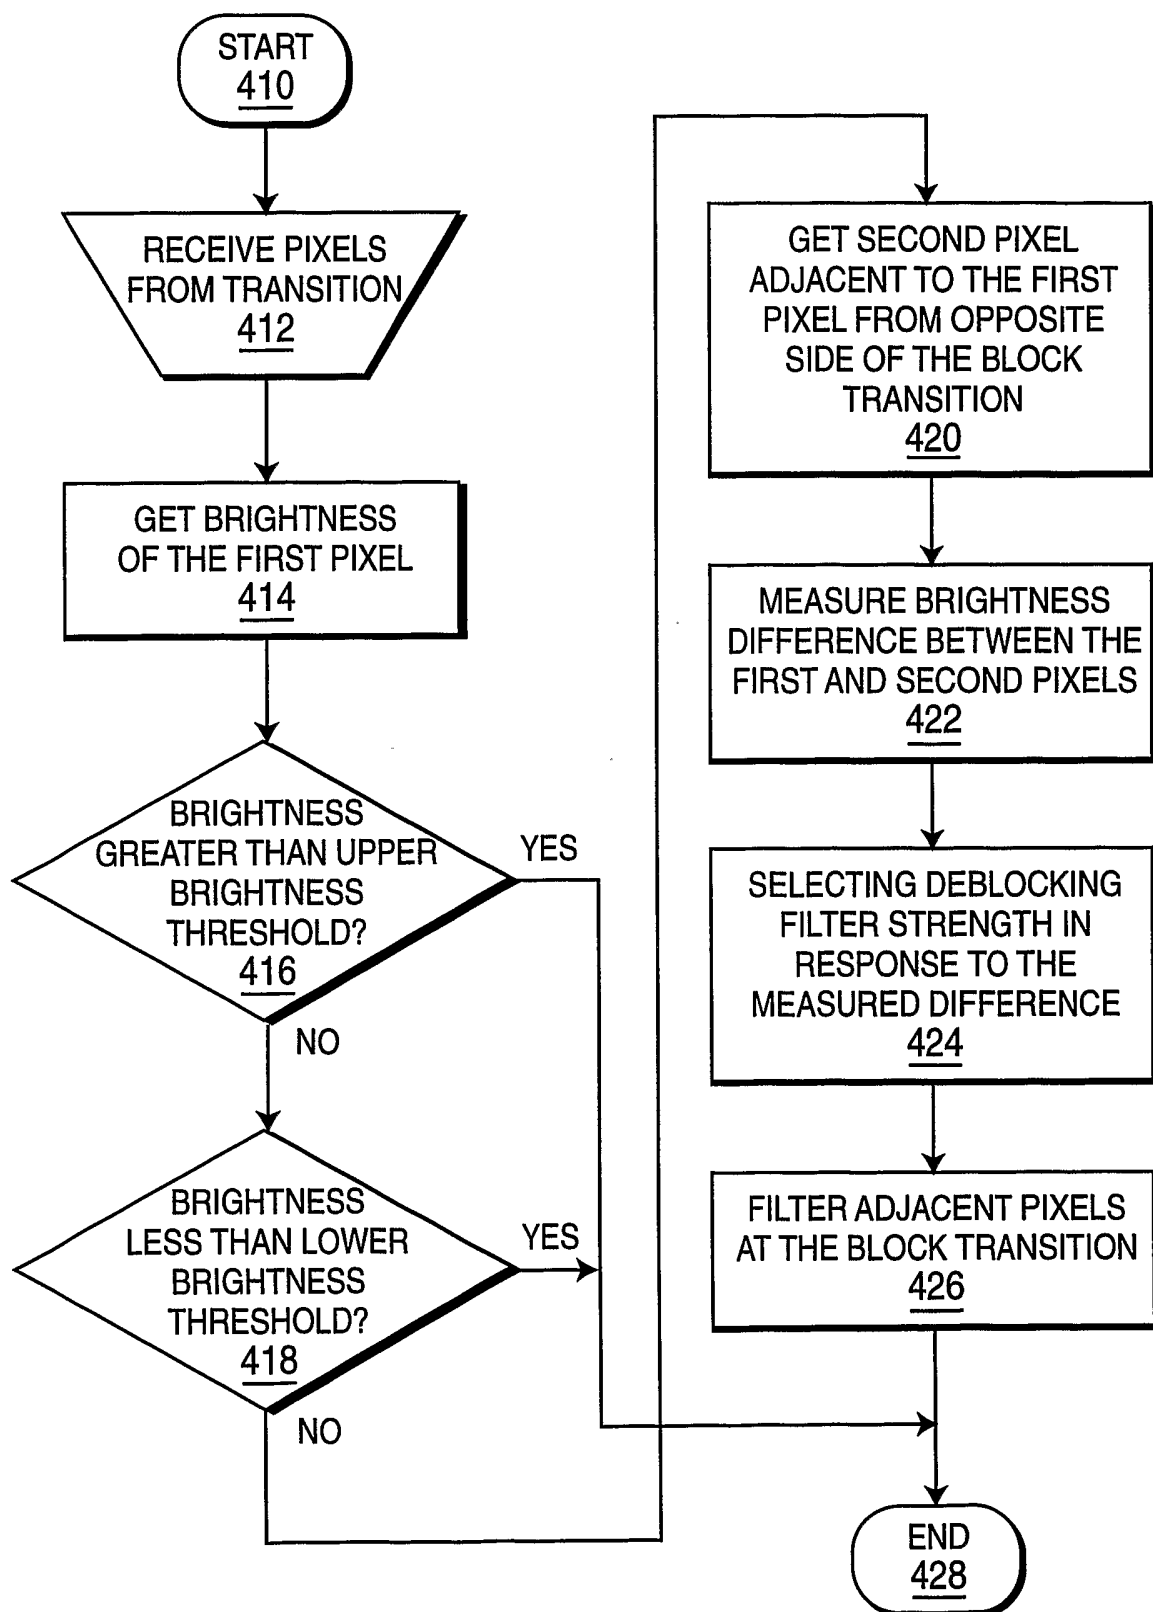 START
410
RECEIVE PIXELS
FROM TRANSITION
412
GET BRIGHTNESS
OF THE FIRST PIXEL
414
BRIGHTNESS
GREATER THAN UPPER
BRIGHTNESS
THRESHOLD?
416
YES
NO
BRIGHTNESS
LESS THAN LOWER
BRIGHTNESS
THRESHOLD?
418
YES
NO
GET SECOND PIXEL
ADJACENT TO THE FIRST
PIXEL FROM OPPOSITE
SIDE OF THE BLOCK
TRANSITION
420
MEASURE BRIGHTNESS
DIFFERENCE BETWEEN THE
FIRST AND SECOND PIXELS
422
SELECTING DEBLOCKING
FILTER STRENGTH IN
RESPONSE TO THE
MEASURED DIFFERENCE
424
FILTER ADJACENT PIXELS
AT THE BLOCK TRANSITION
426
END
428